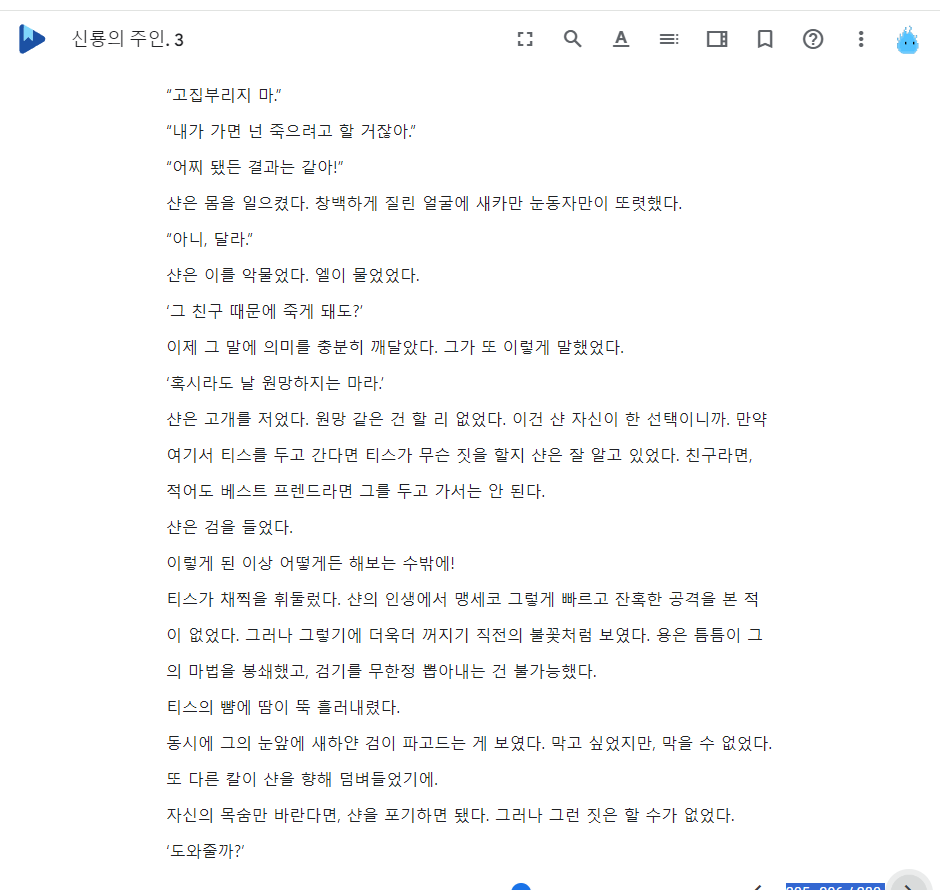 신룡의 주인. 3
“고집부리지 마.”
“내가 가면 넌 죽으려고 할 거잖아.”
“어찌 됐든 결과는 같아!”
샨은 몸을 일으켰다. 창백하게 질린 얼굴에 새카만 눈동자만이 또렷했다.
“아니, 달라.”
샨은 이를 악물었다. 엘이 물었었다.
‘그 친구 때문에 죽게 돼도?’
이제 그 말에 의미를 충분히 깨달았다. 그가 또 이렇게 말했었다.
‘혹시라도 날 원망하지는 마라.’
샨은 고개를 저었다. 원망 같은 건 할 리 없었다. 이건 샨 자신이 한 선택이니까. 만약
여기서 티스를 두고 간다면 티스가 무슨 짓을 할지 샨은 잘 알고 있었다. 친구라면,
적어도 베스트 프렌드라면 그를 두고 가서는 안 된다.
샨은 검을 들었다.
이렇게 된 이상 어떻게든 해보는 수밖에!
티스가 채찍을 휘둘렀다. 샨의 인생에서 맹세코 그렇게 빠르고 잔혹한 공격을 본 적
이 없었다. 그러나 그렇기에 더욱더 꺼지기 직전의 불꽃처럼 보였다. 용은 틈틈이 그
의 마법을 봉쇄했고, 검기를 무한정 뽑아내는 건 불가능했다.
티스의 뺨에 땀이 뚝 흘러내렸다.
동시에 그의 눈앞에 새하얀 검이 파고드는 게 보였다. 막고 싶었지만, 막을 수 없었다.
또 다른 칼이 샨을 향해 덤벼들었기에.
자신의 목숨만 바란다면, 샨을 포기하면 됐다. 그러나 그런 짓은 할 수가 없었다.
‘도와줄까?’